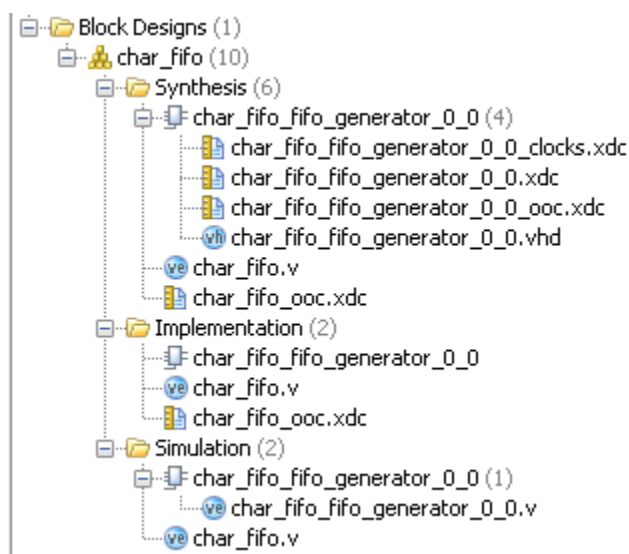 Block Designs (1)
char_fifo (10)
Synthesis (6)
char_fifo_fifo_generator_0_0 (4)
char_fifo_fifo_generator_0_0_clocks.xdc
char_fifo_fifo_generator_0_0.xdc
char_fifo_fifo_generator_0_0_ooc.xdc
vh char_fifo_fifo_generator_0_0.vhd
ve char_fifo.v
char_fifo_ooc.xdc
Implementation (2)
char_fifo_fifo_generator_0_0
ve char_fifo.v
char_fifo_ooc.xdc
Simulation (2)
char_fifo_fifo_generator_0_0 (1)
ve char_fifo_fifo_generator_0_0.v
ve char_fifo.v